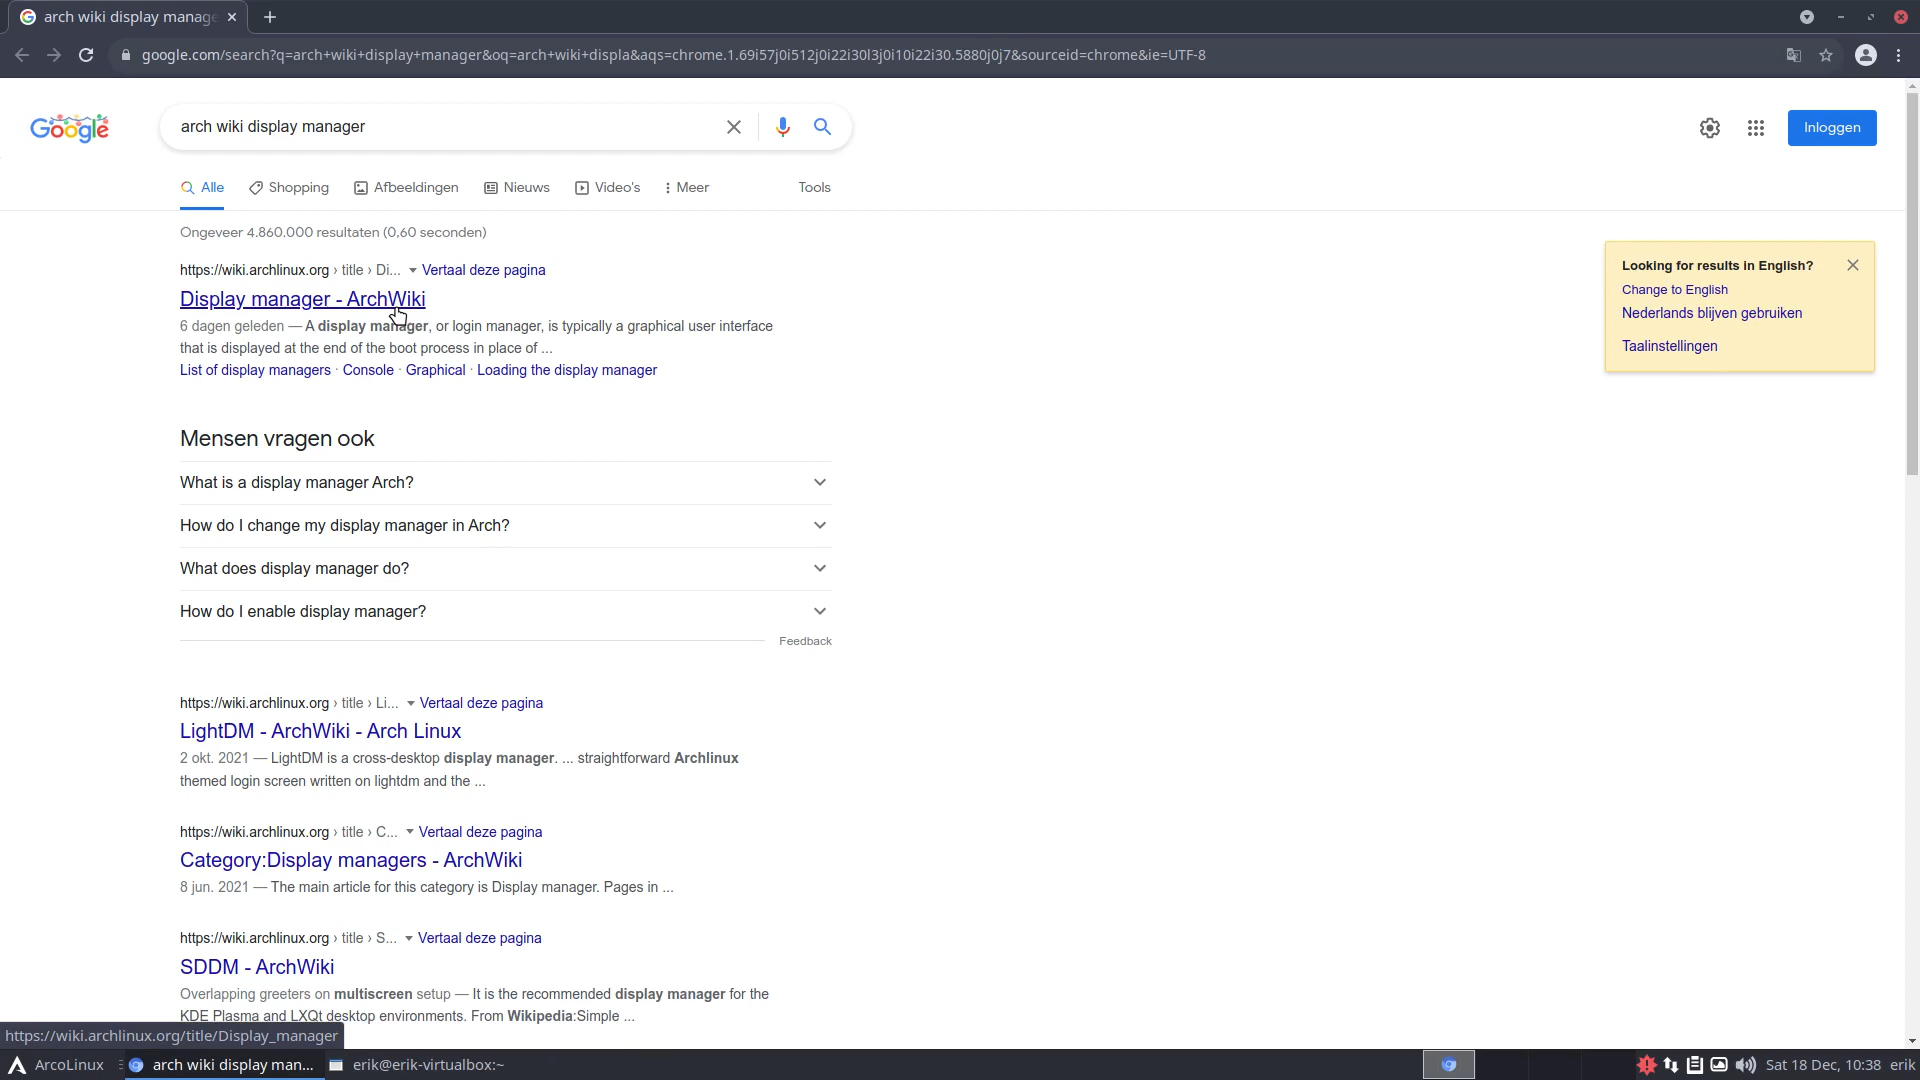 arch wiki display manage
google.com/search?q=arch+wiki+display+manager&oq=arch+wiki+displa&aqs=chrome.1.69i57j0i512j0i22i30l3j0i10i22i30.5880j0j7&sourceid=chrome&ie=UTF-8
Google
arch wiki display manager
Inloggen
Alle
Shopping
Afbeeldingen
Nieuws
Video's
Meer
Tools
Ongeveer 4.860.000 resultaten (0,60 seconden)
https://wiki.archlinux.org › title › Di... Vertaal deze pagina
Display manager - ArchWiki
6 dagen geleden — A display manager, or login manager, is typically a graphical user interface
that is displayed at the end of the boot process in place of ...
List of display managers · Console · Graphical · Loading the display manager
Looking for results in English?
Change to English
Nederlands blijven gebruiken
Taalinstellingen
Mensen vragen ook
What is a display manager Arch?
How do I change my display manager in Arch?
What does display manager do?
How do I enable display manager?
Feedback
https://wiki.archlinux.org › title › Li... Vertaal deze pagina
LightDM - ArchWiki - Arch Linux
2 okt. 2021 — LightDM is a cross-desktop display manager. ... straightforward Archlinux
themed login screen written on lightdm and the ...
https://wiki.archlinux.org › title › C... Vertaal deze pagina
Category:Display managers - ArchWiki
8 jun. 2021 — The main article for this category is Display manager. Pages in ...
https://wiki.archlinux.org › title › S... Vertaal deze pagina
SDDM - ArchWiki
Overlapping greeters on multiscreen setup — It is the recommended display manager for the
KDE Plasma and LXQt desktop environments. From Wikipedia:Simple ...
https://wiki.archlinux.org/title/Display_manager
ArcoLinux
arch wiki display man...
erik@erik-virtualbox:~
Sat 18 Dec, 10:38
erik